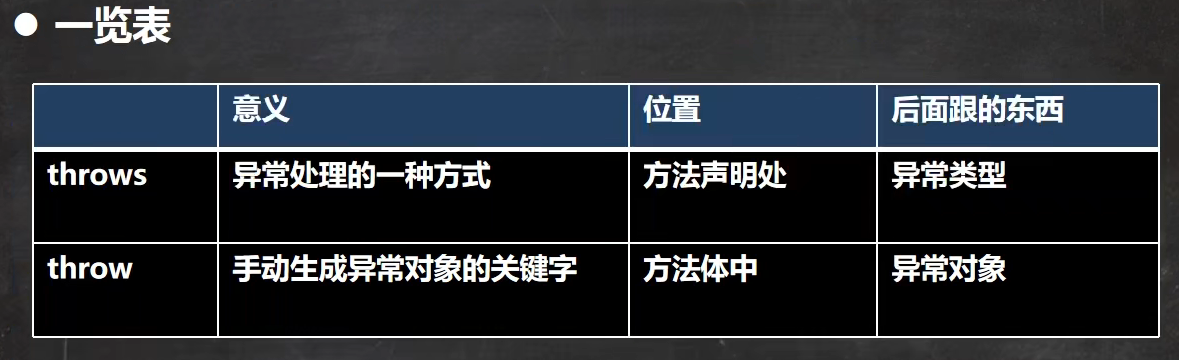 ● 一览表
意义 位置 后面跟的东西
throws 异常处理的一种方式 方法声明处 异常类型
throw 手动生成异常对象的关键字 方法体中 异常对象